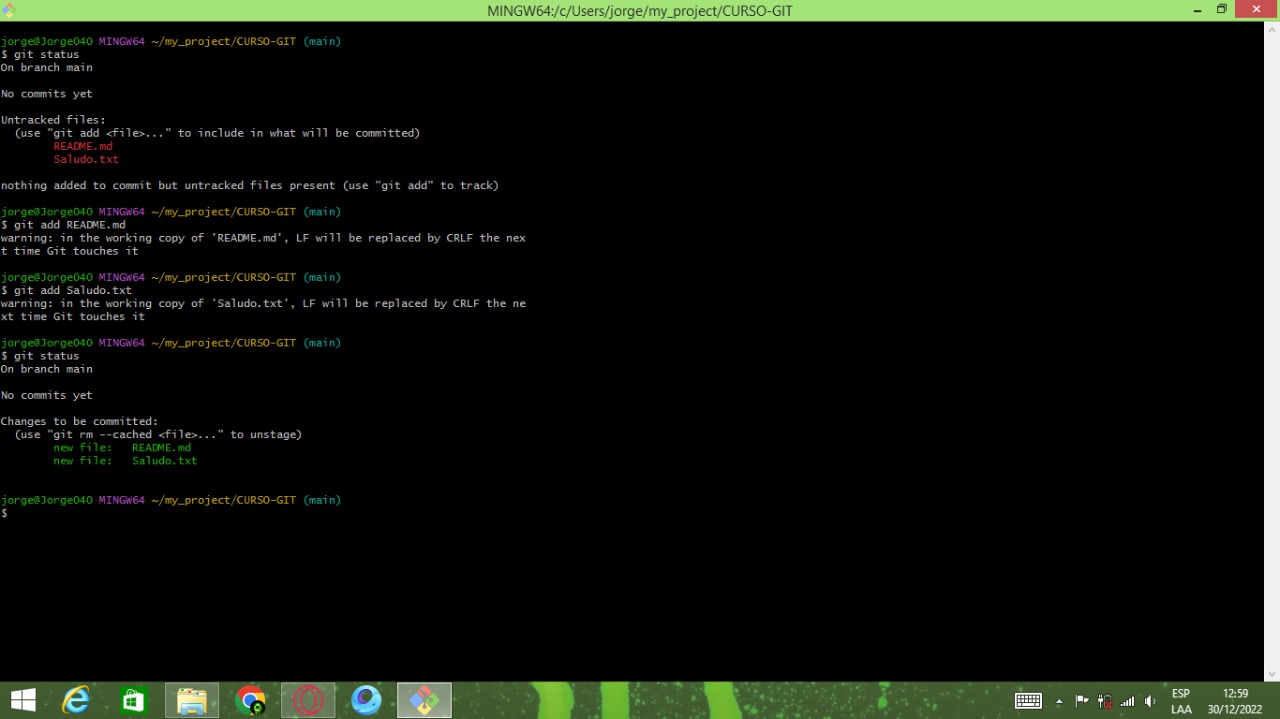 MINGW64:/c/Users/jorge/my_project/CURSO-GIT
jorge@Jorge040 MINGW64 ~/my_project/CURSO-GIT (main)
$ git status
On branch main
No commits yet
Untracked files:
(use "git add <file>..." to include in what will be committed)
README.md
Saludo.txt
nothing added to commit but untracked files present (use "git add" to track)
jorge@Jorge040 MINGW64 ~/my_project/CURSO-GIT (main)
$ git add README.md
warning: in the working copy of 'README.md', LF will be replaced by CRLF the nex
t time Git touches it
jorge@Jorge040 MINGW64 ~/my_project/CURSO-GIT (main)
$ git add Saludo.txt
warning: in the working copy of 'Saludo.txt', LF will be replaced by CRLF the ne
xt time Git touches it
jorge@Jorge040 MINGW64 ~/my_project/CURSO-GIT (main)
$ git status
On branch main
No commits yet
Changes to be committed:
(use "git rm --cached <file>..." to unstage)
new file:   README.md
new file:   Saludo.txt
jorge@Jorge040 MINGW64 ~/my_project/CURSO-GIT (main)
$
ESP 12:59
LAA 30/12/2022